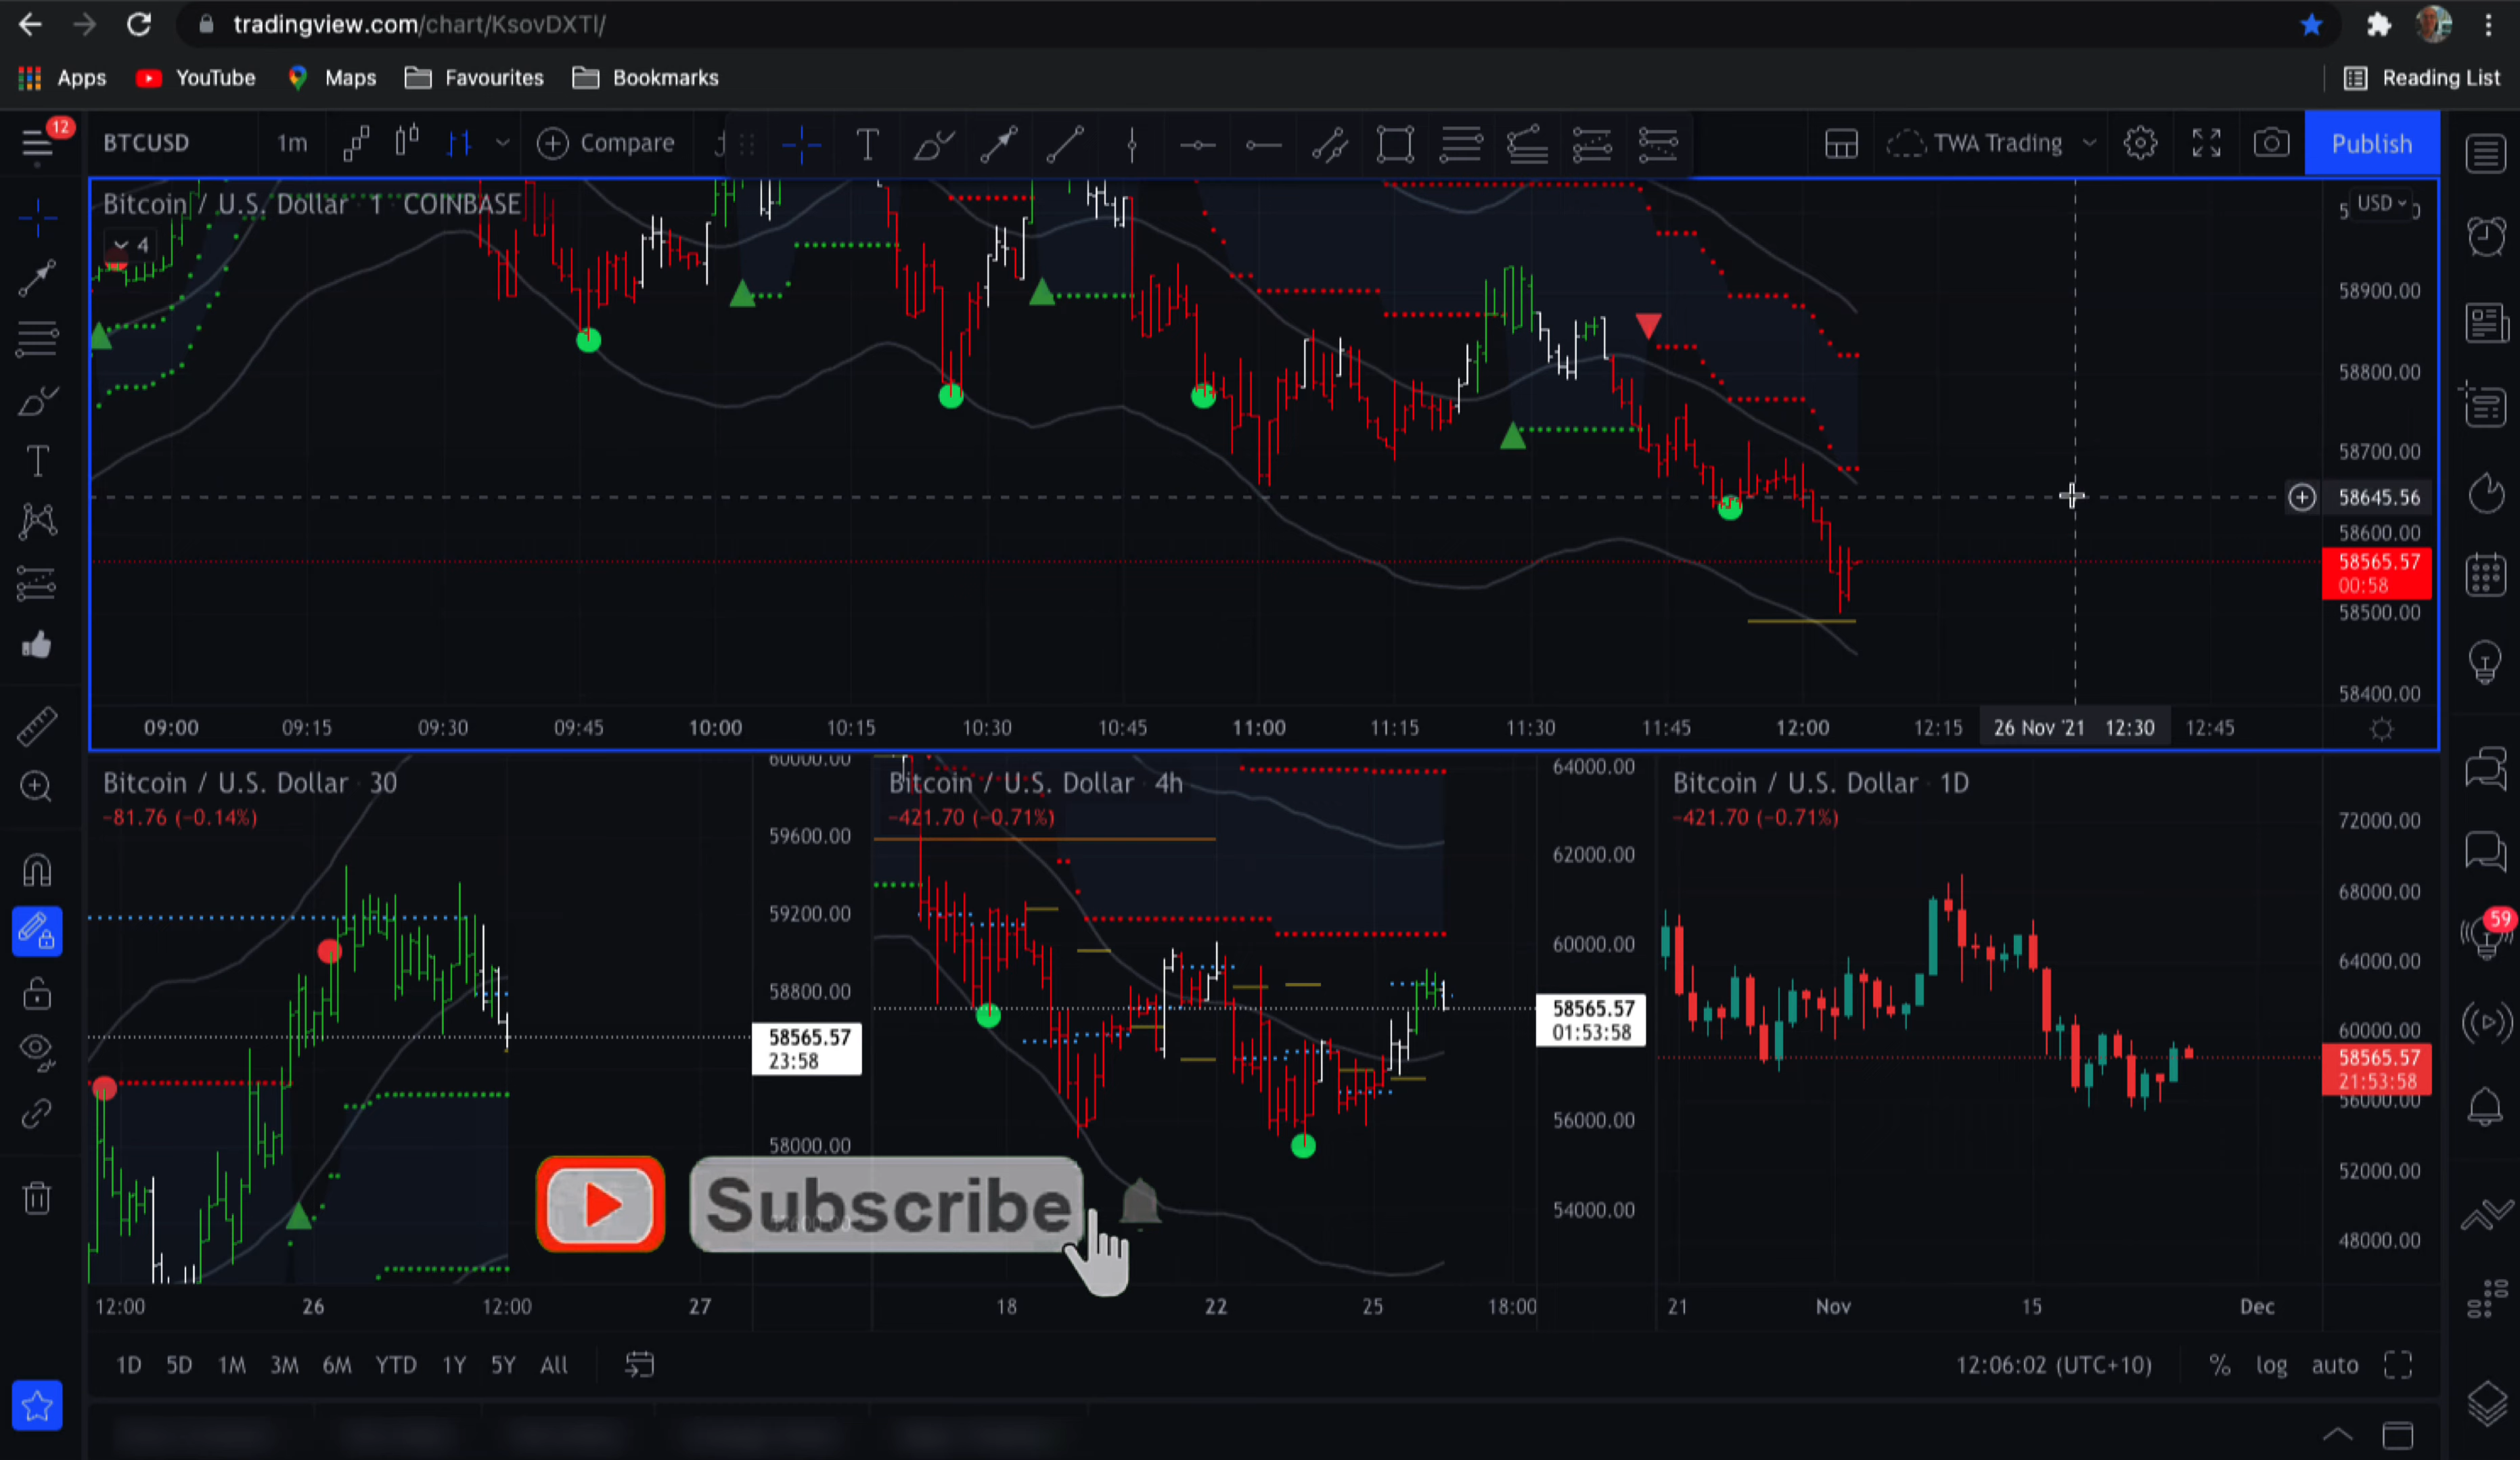 tradingview.com/chart/KsovDXTl/
Apps YouTube Maps Favourites Bookmarks Reading List
12 BTCUSD 1m Compare T TWA Trading Publish
Bitcoin / U.S. Dollar · 1 · COINBASE
USD
4
58900.00
58800.00
58700.00
58645.56
58600.00
58565.57
00:58
58500.00
58400.00
09:00 09:15 09:30 09:45 10:00 10:15 10:30 10:45 11:00 11:15 11:30 11:45 12:00 12:15 26 Nov '21 12:30 12:45
Bitcoin / U.S. Dollar · 30
-81.76 (-0.14%)
60000.00
59600.00
59200.00
58800.00
58565.57
23:58
58000.00
12:00 26 12:00 27
Bitcoin / U.S. Dollar · 4h
-421.70 (-0.71%)
64000.00
62000.00
60000.00
58565.57
01:53:58
56000.00
54000.00
18 22 25 18:00
Bitcoin / U.S. Dollar · 1D
-421.70 (-0.71%)
72000.00
68000.00
64000.00
60000.00
58565.57
21:53:58
56000.00
52000.00
48000.00
21 Nov 15 Dec
59
Subscribe
1D 5D 1M 3M 6M YTD 1Y 5Y All 12:06:02 (UTC+10) % log auto